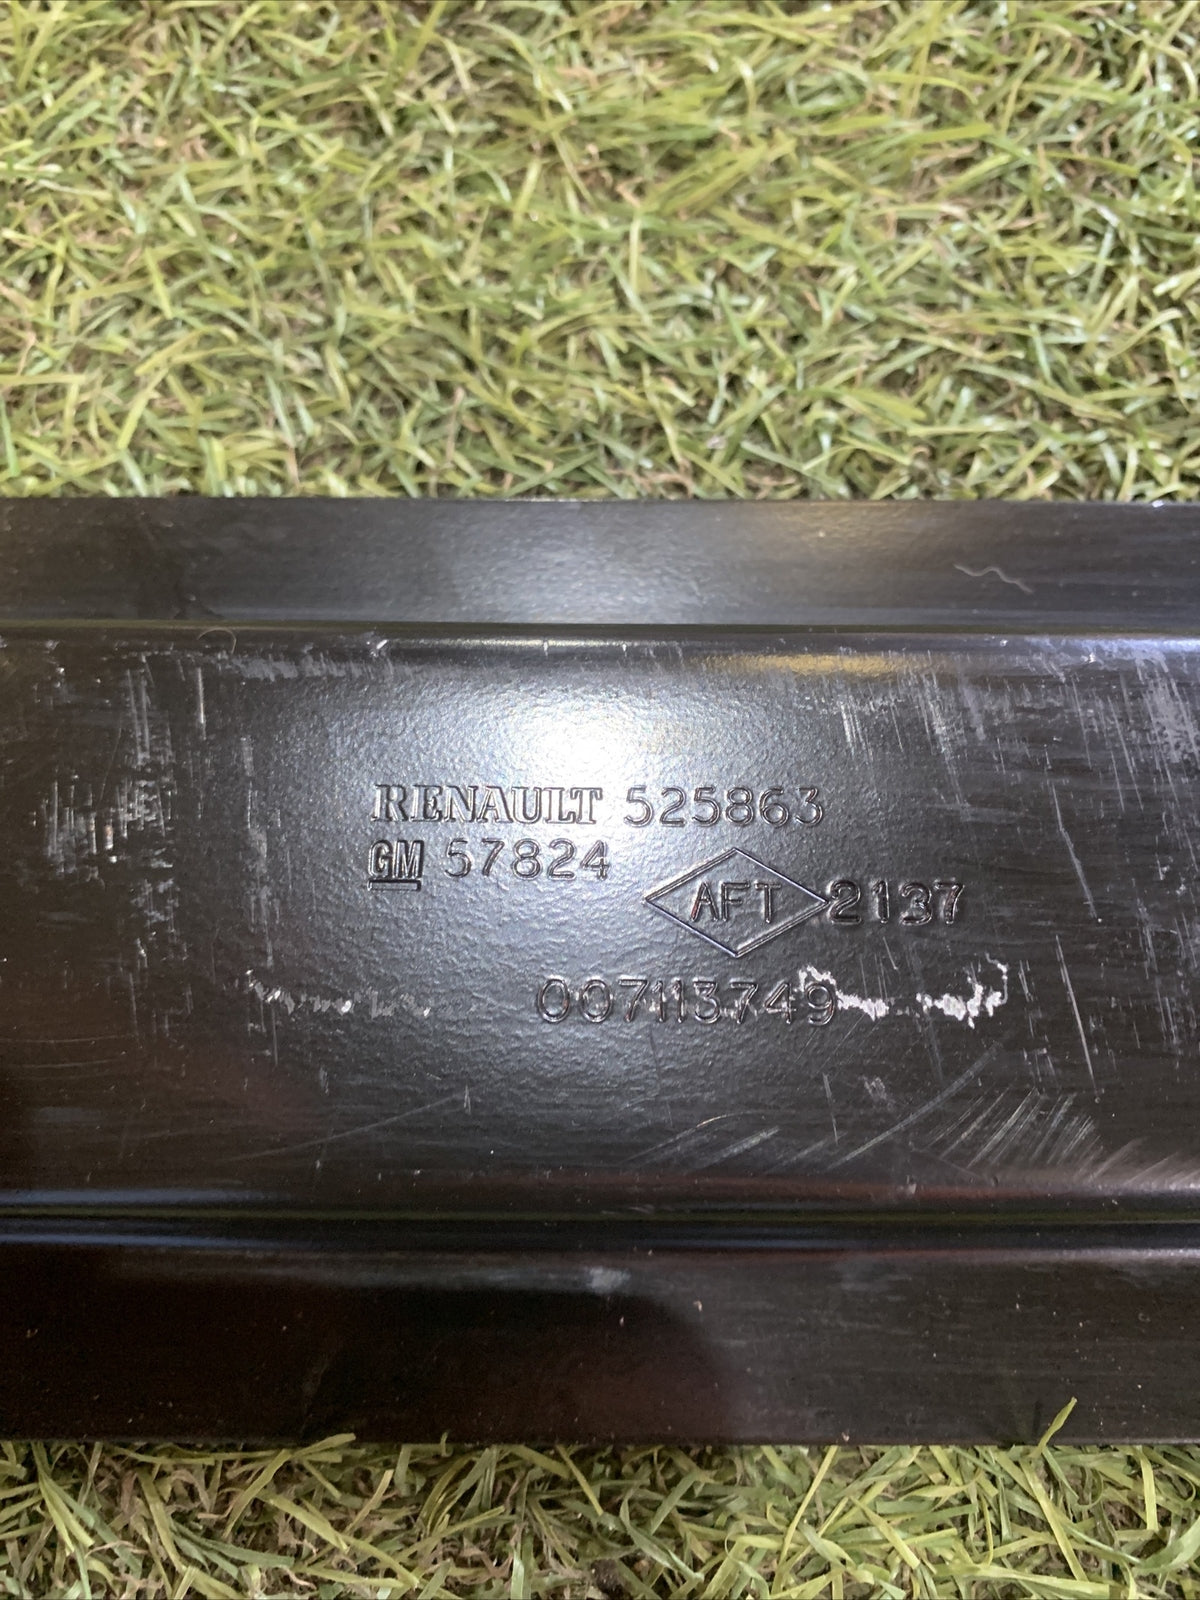 RENAULT 525863
GM 57824
AFT 2137
007113749